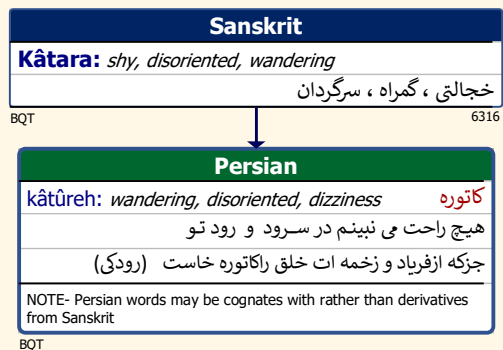 Sanskrit
Kâtara: shy, disoriented, wandering
خجالتی ، گمراه ، سرگردان
BQT 6316
Persian
kâtûreh: wandering, disoriented, dizziness کاتوره
هیچ راحت می نبینم در سـرود و رود تـو
جزکه ازفریاد و زخمه ات خلق راکاتوره خاست (رودکی)
NOTE- Persian words may be cognates with rather than derivatives
from Sanskrit
BQT